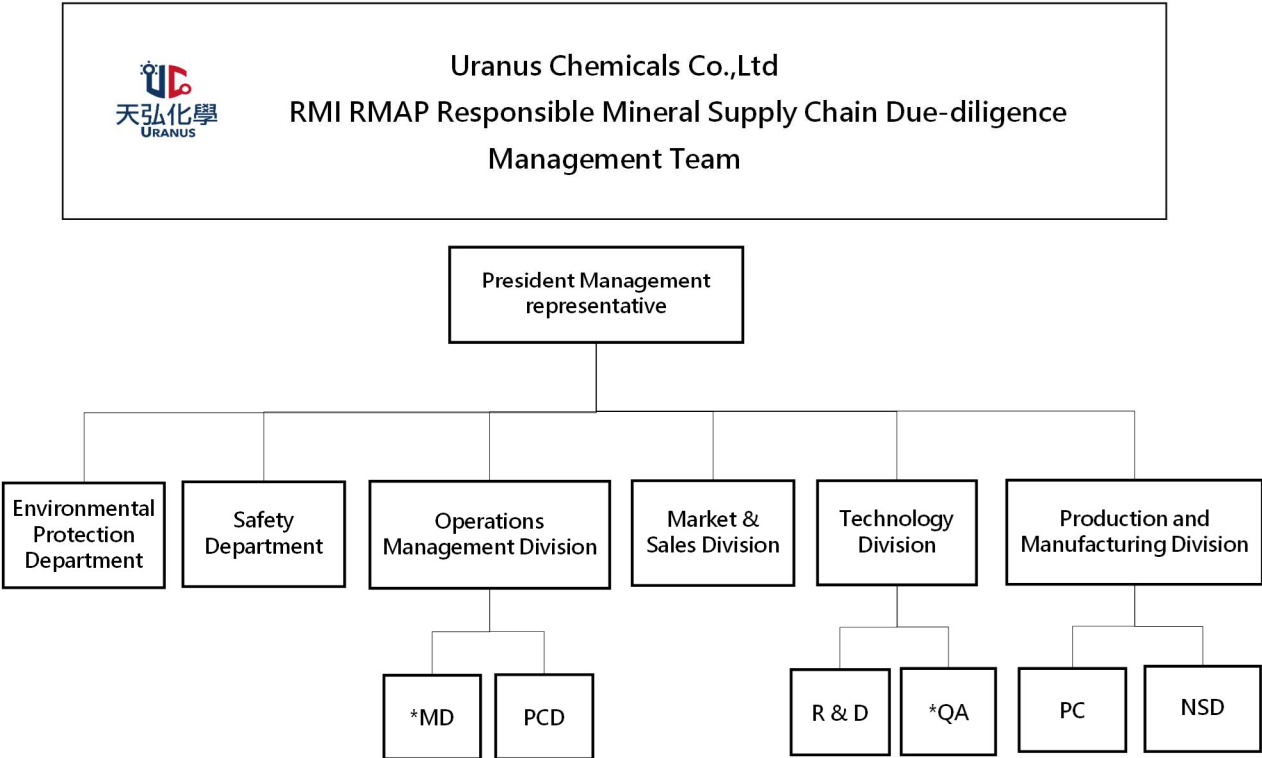 Uranus Chemicals Co.,Ltd
天弘化學
URANUS
RMI RMAP Responsible Mineral Supply Chain Due-diligence
Management Team
President Management
representative
Environmental
Protection
Department
Safety
Department
Operations
Management Division
Market &
Sales Division
Technology
Division
Production and
Manufacturing Division
*MD
PCD
R & D
*QA
PC
NSD